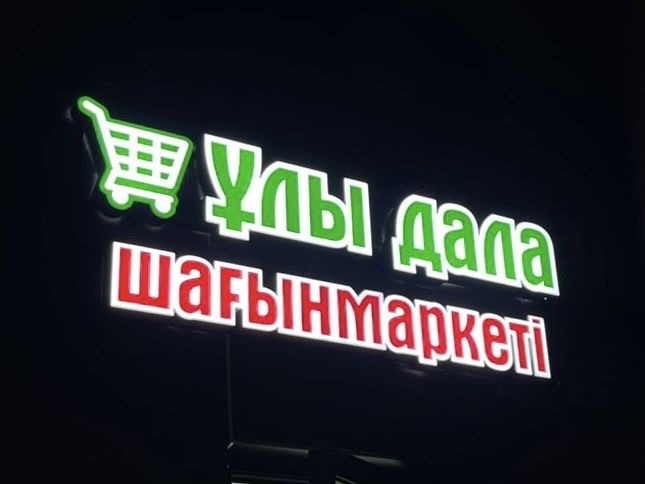 Ұлы дала
шағынмаркеті